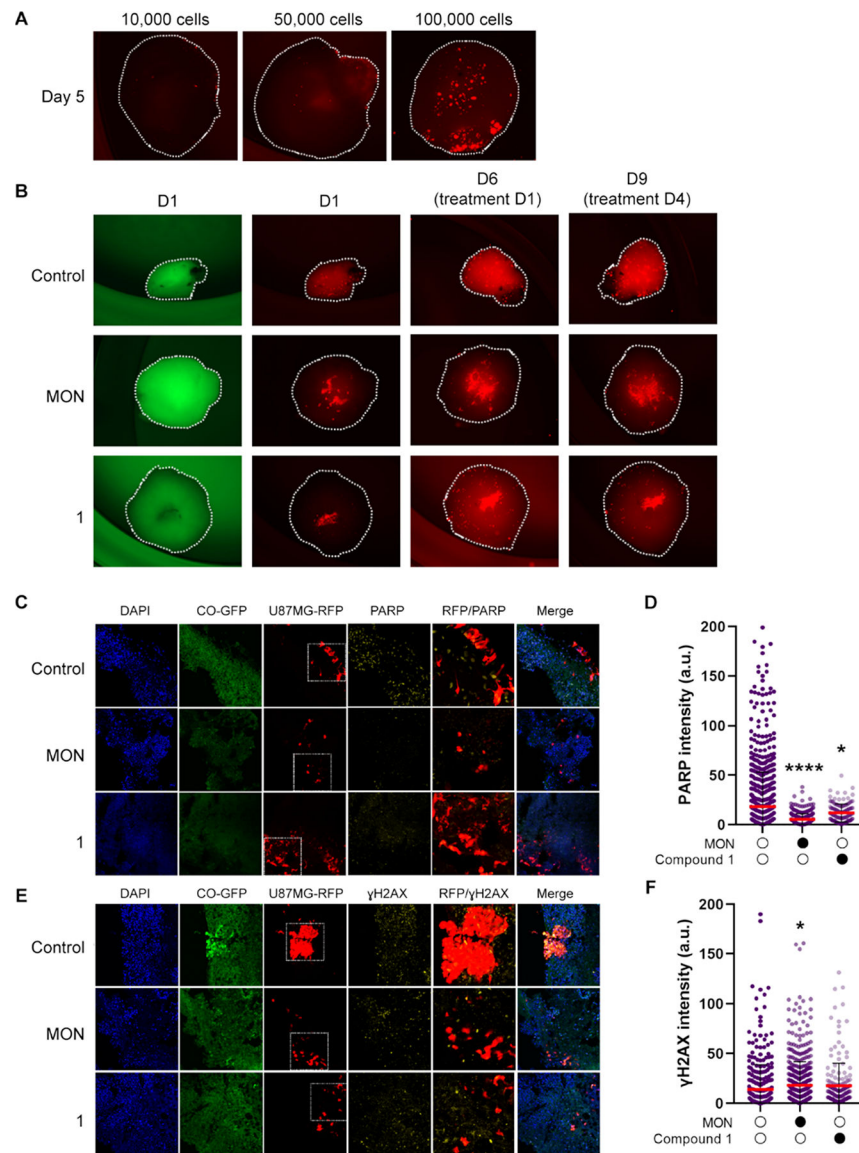 A
10,000 cells 50,000 cells 100,000 cells
Day 5
B
D1 D1 D6 (treatment D1) D9 (treatment D4)
Control
MON
1
C
DAPI CO-GFP U87MG-RFP PARP RFP/PARP Merge
Control
MON
1
D
200
150
100
50
0
PARP intensity (a.u.)
****
*
MON
Compound 1
E
DAPI CO-GFP U87MG-RFP ɣH2AX RFP/ɣH2AX Merge
Control
MON
1
F
200
150
100
50
0
ɣH2AX intensity (a.u.)
*
MON
Compound 1